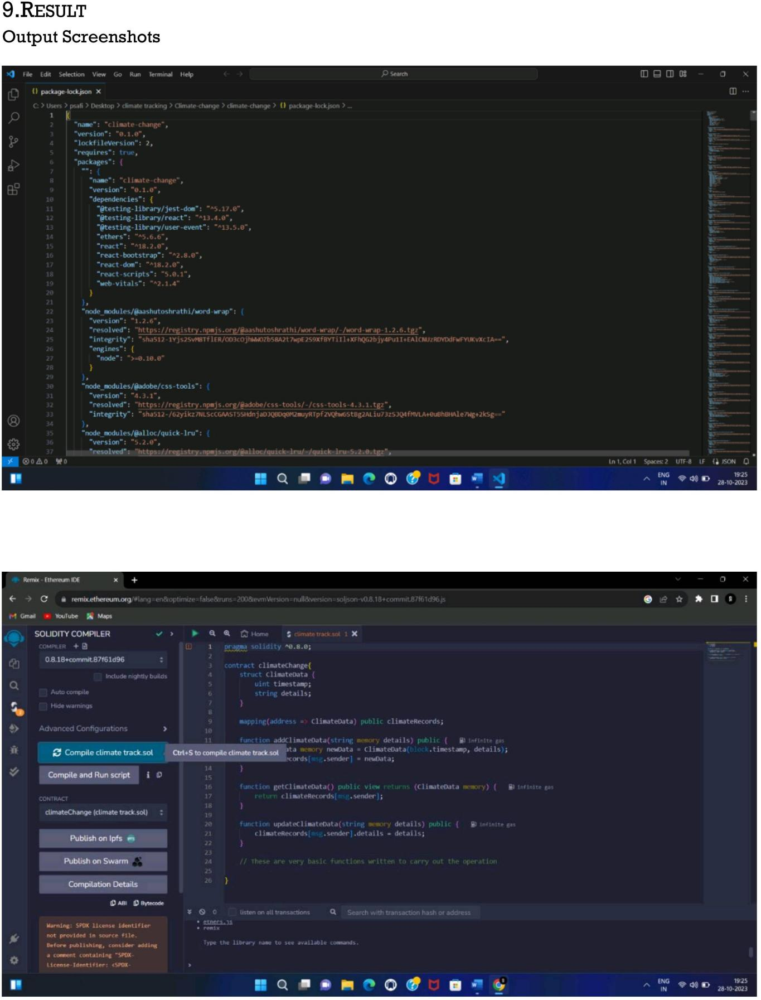 9.RESULT
Output Screenshots
File Edit Selection View Go Run Terminal Help
Search
{} package-lock.json ×
C: > Users > psafi > Desktop > climate tracking > Climate-change > climate-change > {} package-lock.json > ...
1 {
2 "name": "climate-change",
3 "version": "0.1.0",
4 "lockfileVersion": 2,
5 "requires": true,
6 "packages": {
7 "": {
8 "name": "climate-change",
9 "version": "0.1.0",
10 "dependencies": {
11 "@testing-library/jest-dom": "^5.17.0",
12 "@testing-library/react": "^13.4.0",
13 "@testing-library/user-event": "^13.5.0",
14 "ethers": "^5.6.6",
15 "react": "^18.2.0",
16 "react-bootstrap": "^2.8.0",
17 "react-dom": "^18.2.0",
18 "react-scripts": "5.0.1",
19 "web-vitals": "^2.1.4"
20 }
21 },
22 "node_modules/@aashutoshrathi/word-wrap": {
23 "version": "1.2.6",
24 "resolved": "https://registry.npmjs.org/@aashutoshrathi/word-wrap/-/word-wrap-1.2.6.tgz",
25 "integrity":
26 "engines": {
27 "node": ">=0.10.0"
28 }
29 },
30 "node_modules/@adobe/css-tools": {
31 "version": "4.3.1",
32 "resolved": "https://registry.npmjs.org/@adobe/css-tools/-/css-tools-4.3.1.tgz",
33 "integrity":
34 },
35 "node_modules/@alloc/quick-lru": {
36 "version": "5.2.0",
37 "resolved": "https://registry.npmjs.org/@alloc/quick-lru/-/quick-lru-5.2.0.tgz",
0 0 0 Ln 1, Col 1 Spaces: 2 UTF-8 LF {} JSON
ENG IN 19:25 28-10-2023
Remix - Ethereum IDE × +
remix.ethereum.org/#lang=en&optimize=false&runs=200&evmVersion=null&version=soljson-v0.8.18+commit.87f61d96.js
Gmail YouTube Maps
SOLIDITY COMPILER
COMPILER +
0.8.18+commit.87f61d96
Include nightly builds
Auto compile
Hide warnings
Advanced Configurations
Compile climate track.sol
Ctrl+S to compile climate track.sol
Compile and Run script
CONTRACT
climateChange (climate track.sol)
Publish on Ipfs
Publish on Swarm
Compilation Details
ABI Bytecode
Warning: SPDX license identifier
not provided in source file.
Before publishing, consider adding
a comment containing "SPDX-
License-Identifier: <SPDX-
Home climate track.sol 1 ×
1 pragma solidity ^0.8.0;
2
3 contract climateChange{
4 struct ClimateData {
5 uint timestamp;
6 string details;
7 }
8
9 mapping(address => ClimateData) public climateRecords;
10
11 function addClimateData(string memory details) public { infinite gas
ata memory newData = ClimateData(block.timestamp, details);
ecords[msg.sender] = newData;
14 }
15
16 function getClimateData() public view returns (ClimateData memory) { infinite gas
17 return climateRecords[msg.sender];
18 }
19
20 function updateClimateData(string memory details) public { infinite gas
21 climateRecords[msg.sender].details = details;
22 }
23
24 // These are very basic functions written to carry out the operation
25
26 }
0 listen on all transactions Search with transaction hash or address
• ethers.js
• remix
Type the library name to see available commands.
>
ENG IN 19:25 28-10-2023